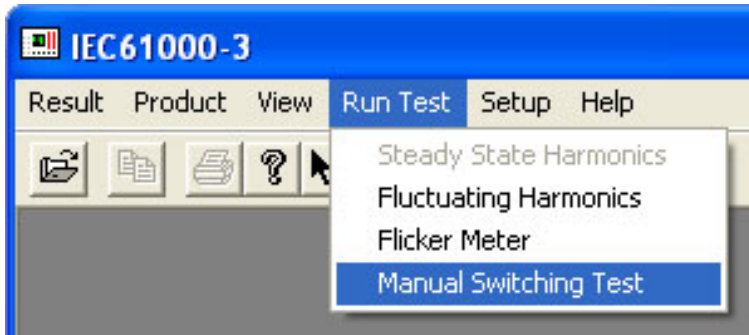 IEC61000-3
Result Product View Run Test Setup Help
Steady State Harmonics
Fluctuating Harmonics
Flicker Meter
Manual Switching Test